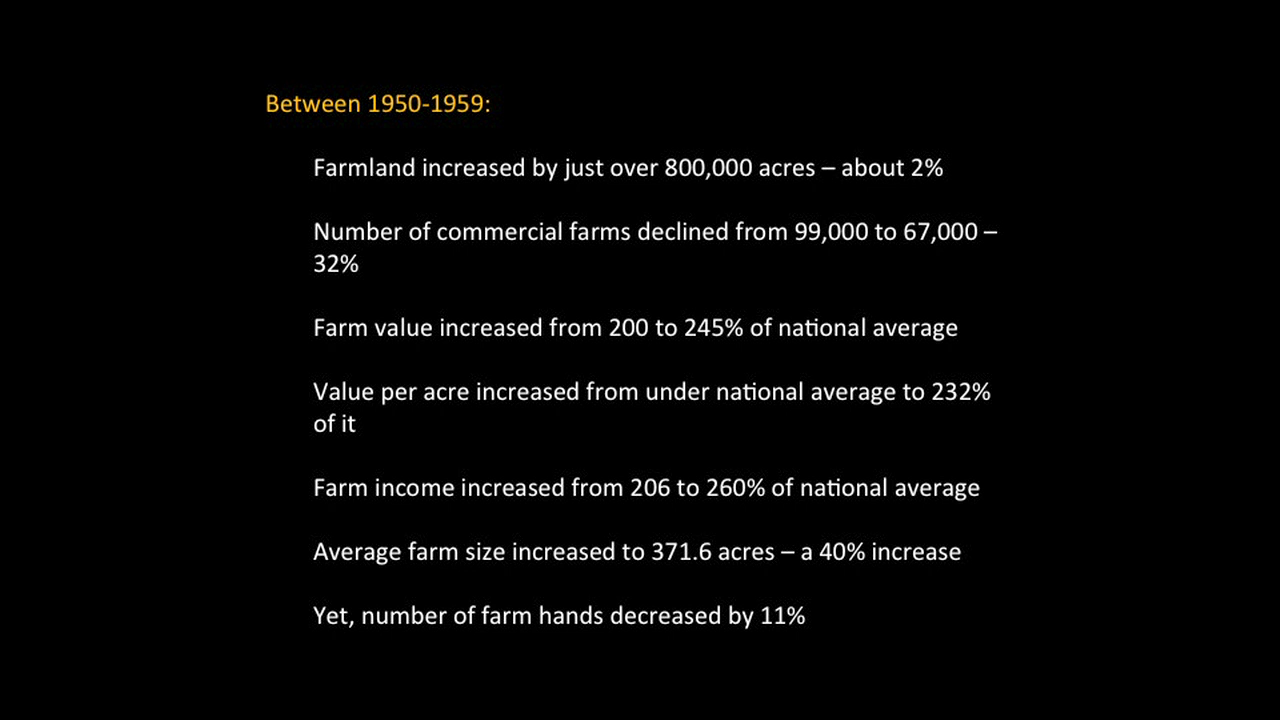 Between 1950-1959:
Farmland increased by just over 800,000 acres – about 2%
Number of commercial farms declined from 99,000 to 67,000 –
32%
Farm value increased from 200 to 245% of national average
Value per acre increased from under national average to 232%
of it
Farm income increased from 206 to 260% of national average
Average farm size increased to 371.6 acres – a 40% increase
Yet, number of farm hands decreased by 11%